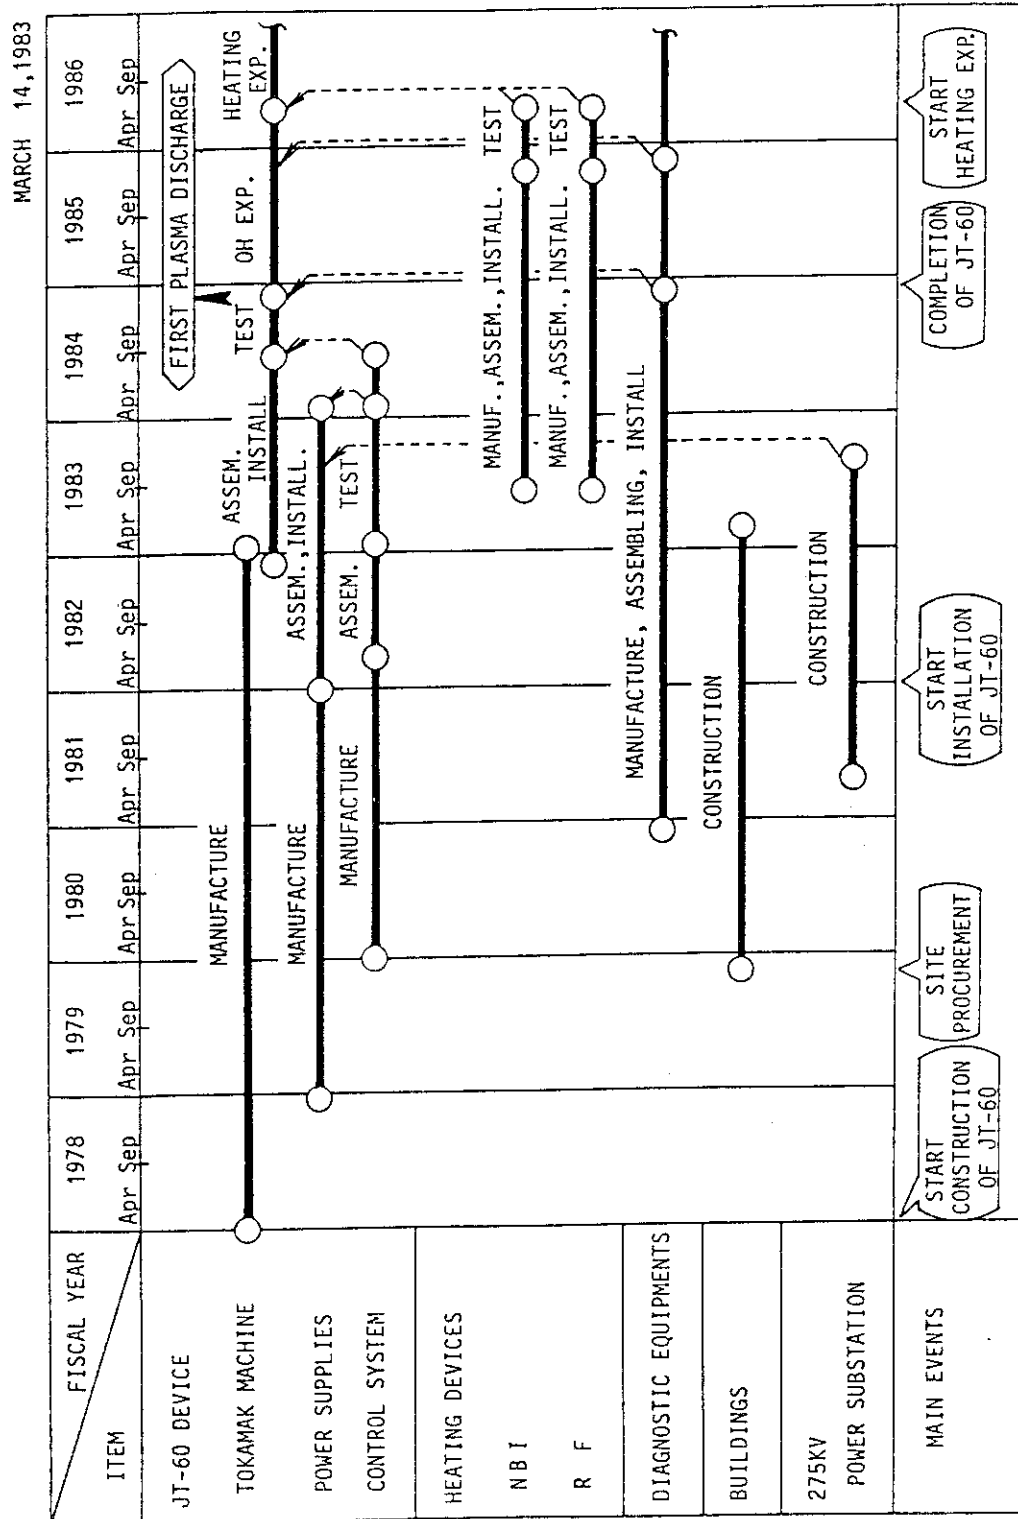 MARCH 14,1983
FISCAL YEAR
ITEM
1978
1979
1980
1981
1982
1983
1984
1985
1986
Apr Sep
Apr Sep
Apr Sep
Apr Sep
Apr Sep
Apr Sep
Apr Sep
Apr Sep
Apr Sep
FIRST PLASMA DISCHARGE
JT-60 DEVICE
TOKAMAK MACHINE
MANUFACTURE
ASSEM.
INSTALL
TEST
OH EXP.
HEATING
EXP.
POWER SUPPLIES
MANUFACTURE
ASSEM.,INSTALL.
CONTROL SYSTEM
MANUFACTURE
ASSEM.
TEST
HEATING DEVICES
N B I
MANUF.,ASSEM.,INSTALL.
TEST
R F
MANUF.,ASSEM.,INSTALL.
TEST
DIAGNOSTIC EQUIPMENTS
MANUFACTURE, ASSEMBLING, INSTALL
BUILDINGS
CONSTRUCTION
275KV
POWER SUBSTATION
CONSTRUCTION
MAIN EVENTS
START
CONSTRUCTION
OF JT-60
SITE
PROCUREMENT
START
INSTALLATION
OF JT-60
COMPLETION
OF JT-60
START
HEATING EXP.